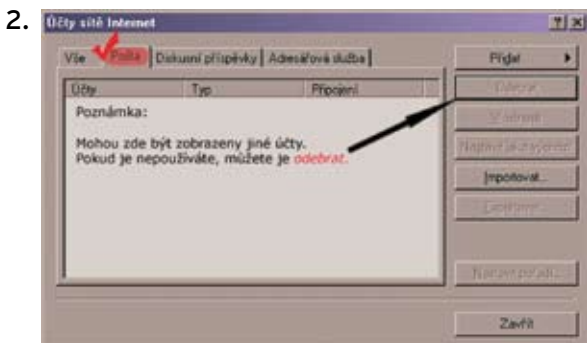 2.
Účty sítě Internet
Vše Pošta Diskusní příspěvky Adresářová služba
Přidat
Odebrat
Účty Typ Připojení
Poznámka:
Mohou zde být zobrazeny jiné účty.
Pokud je nepoužíváte, můžete je odebrat.
Importovat...
Zavřít